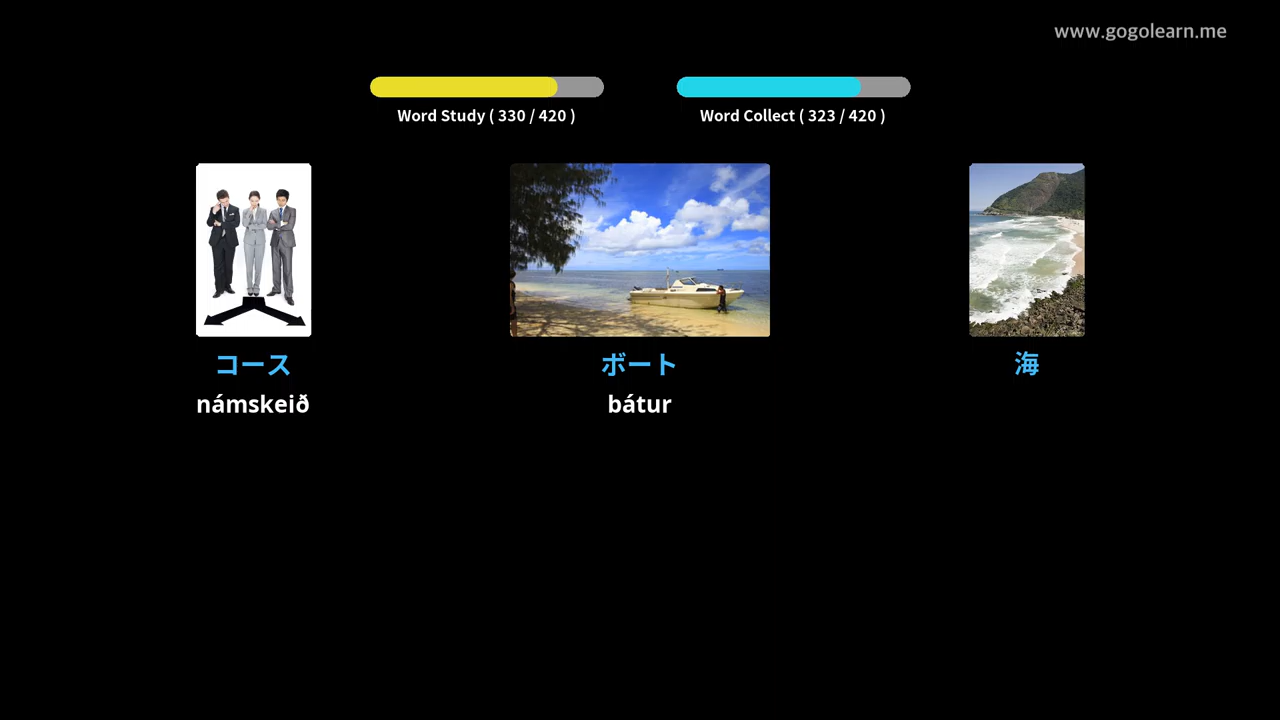 www.gogolearn.me
Word Study ( 330 / 420 )
Word Collect ( 323 / 420 )
コース
námskeið
ボート
bátur
海